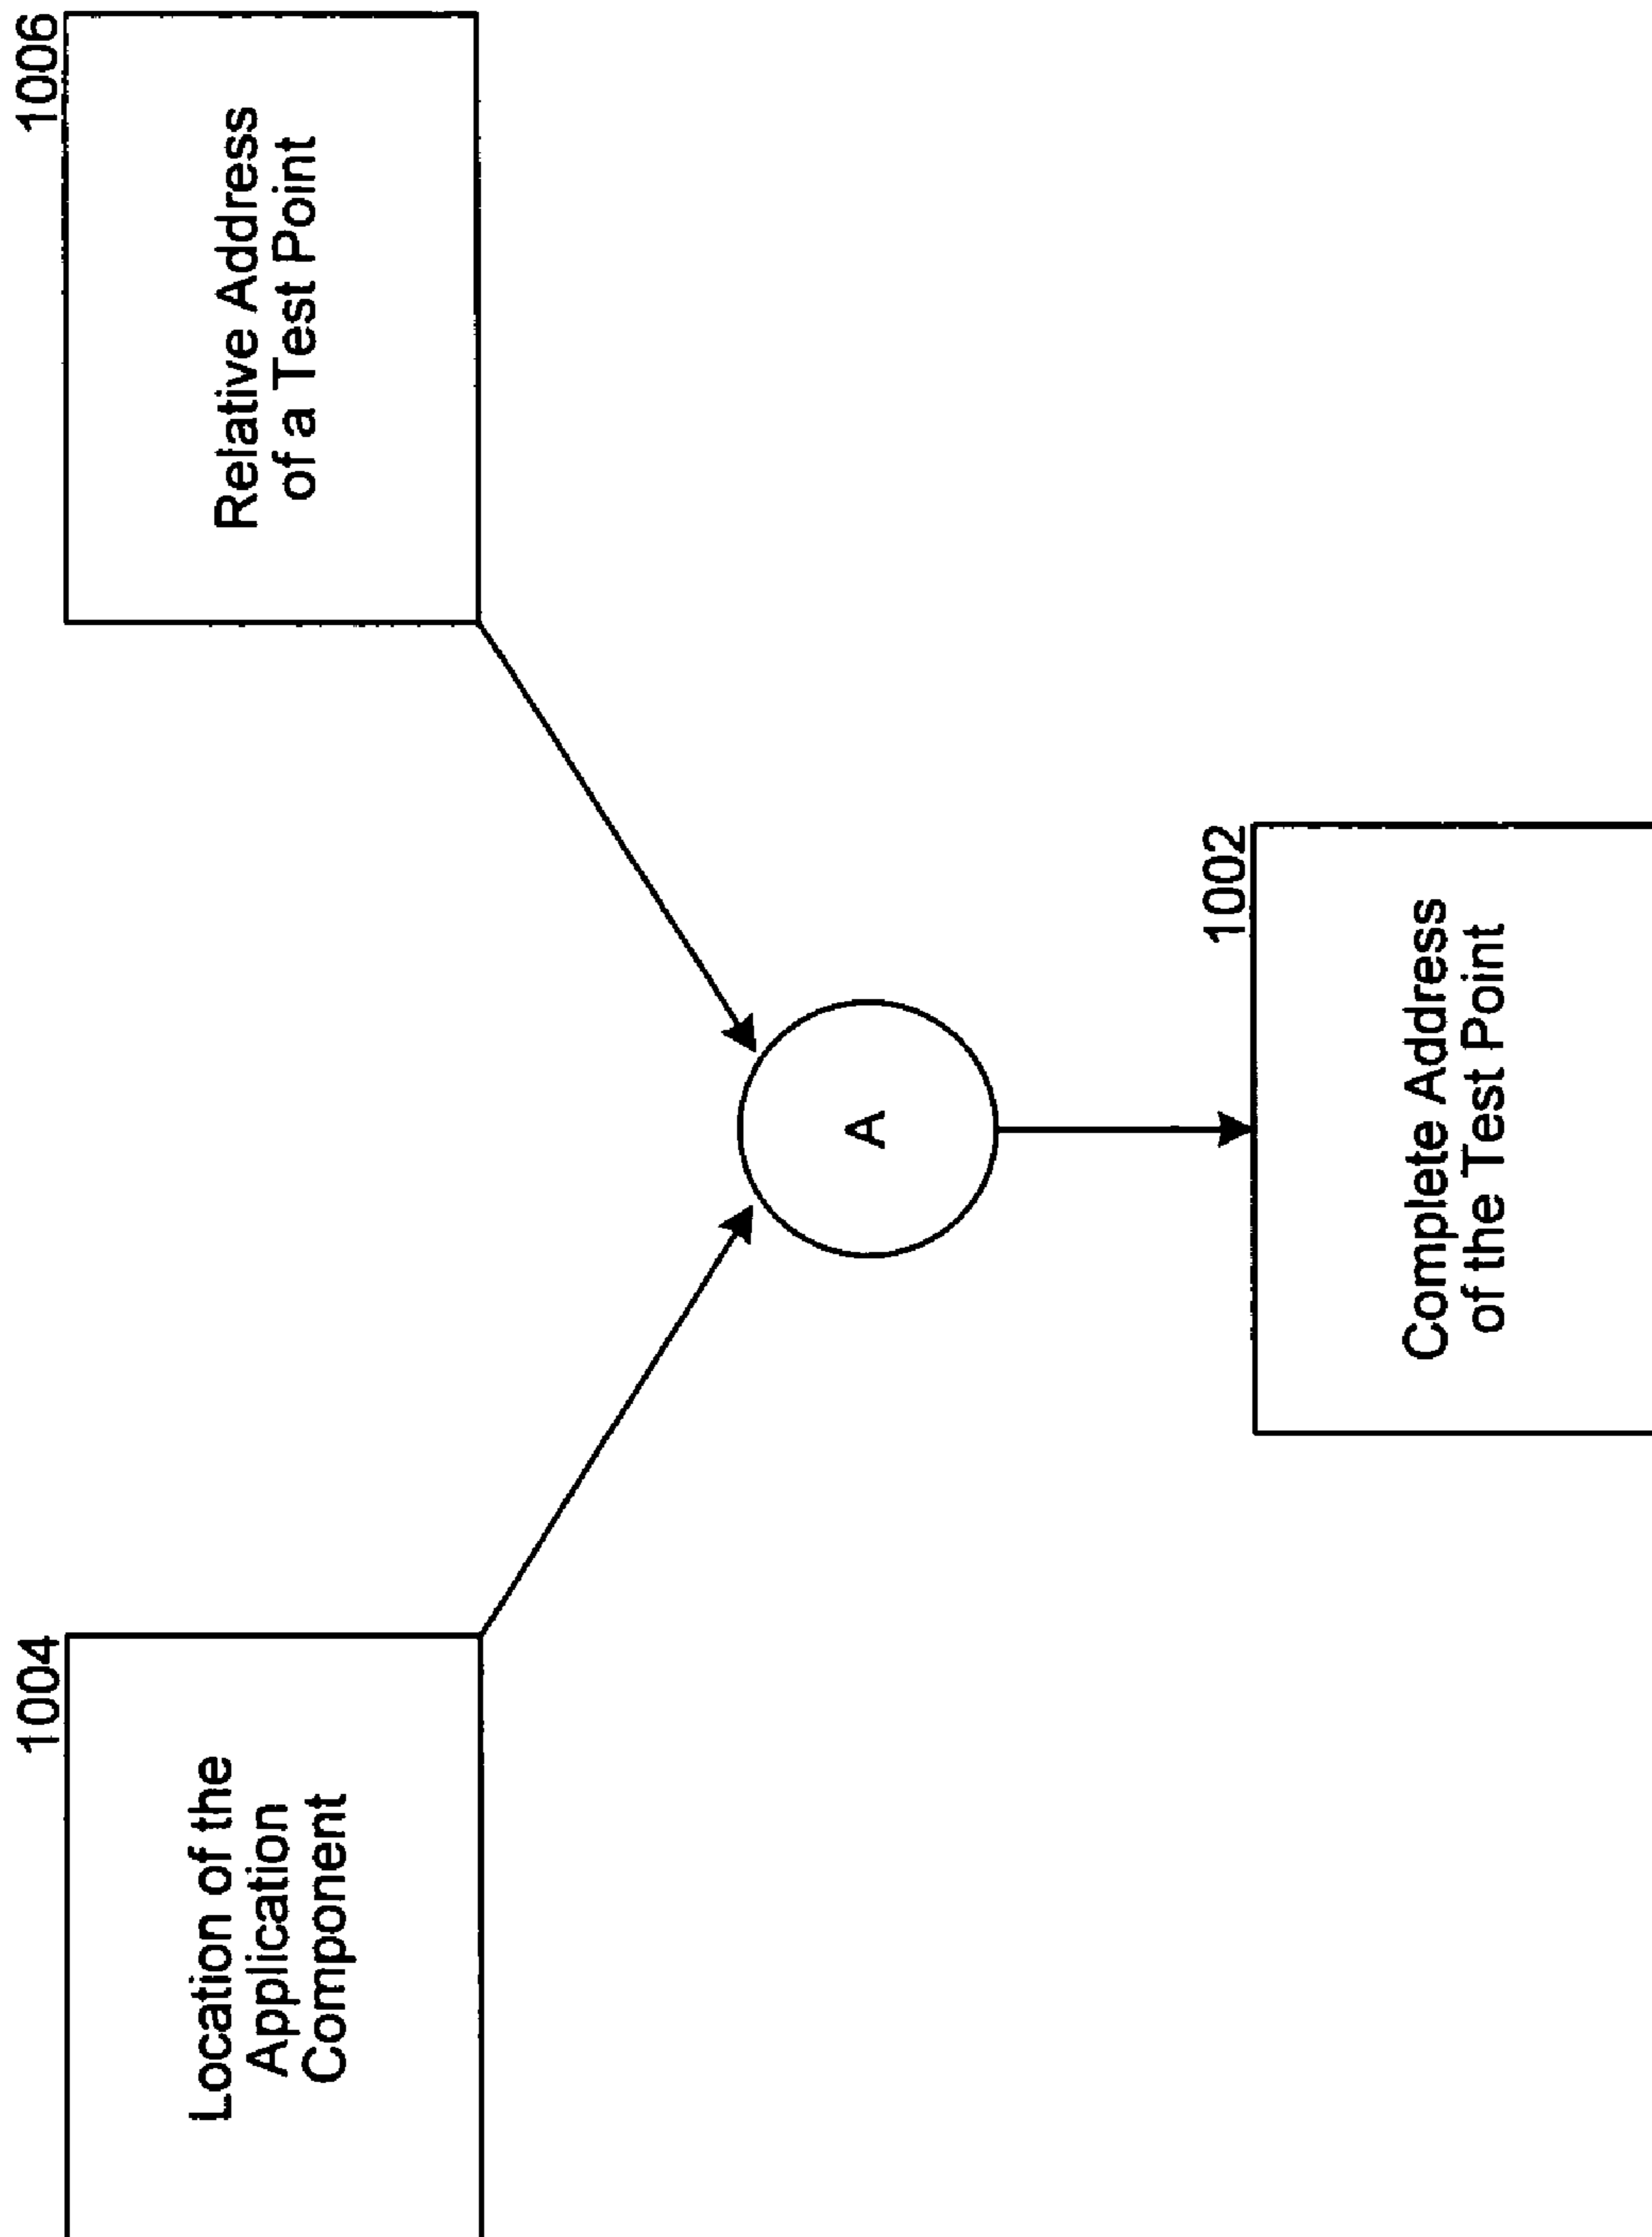 1004
Location of the
Application
Component
1006
Relative Address
of a Test Point
A
1002
Complete Address
of the Test Point